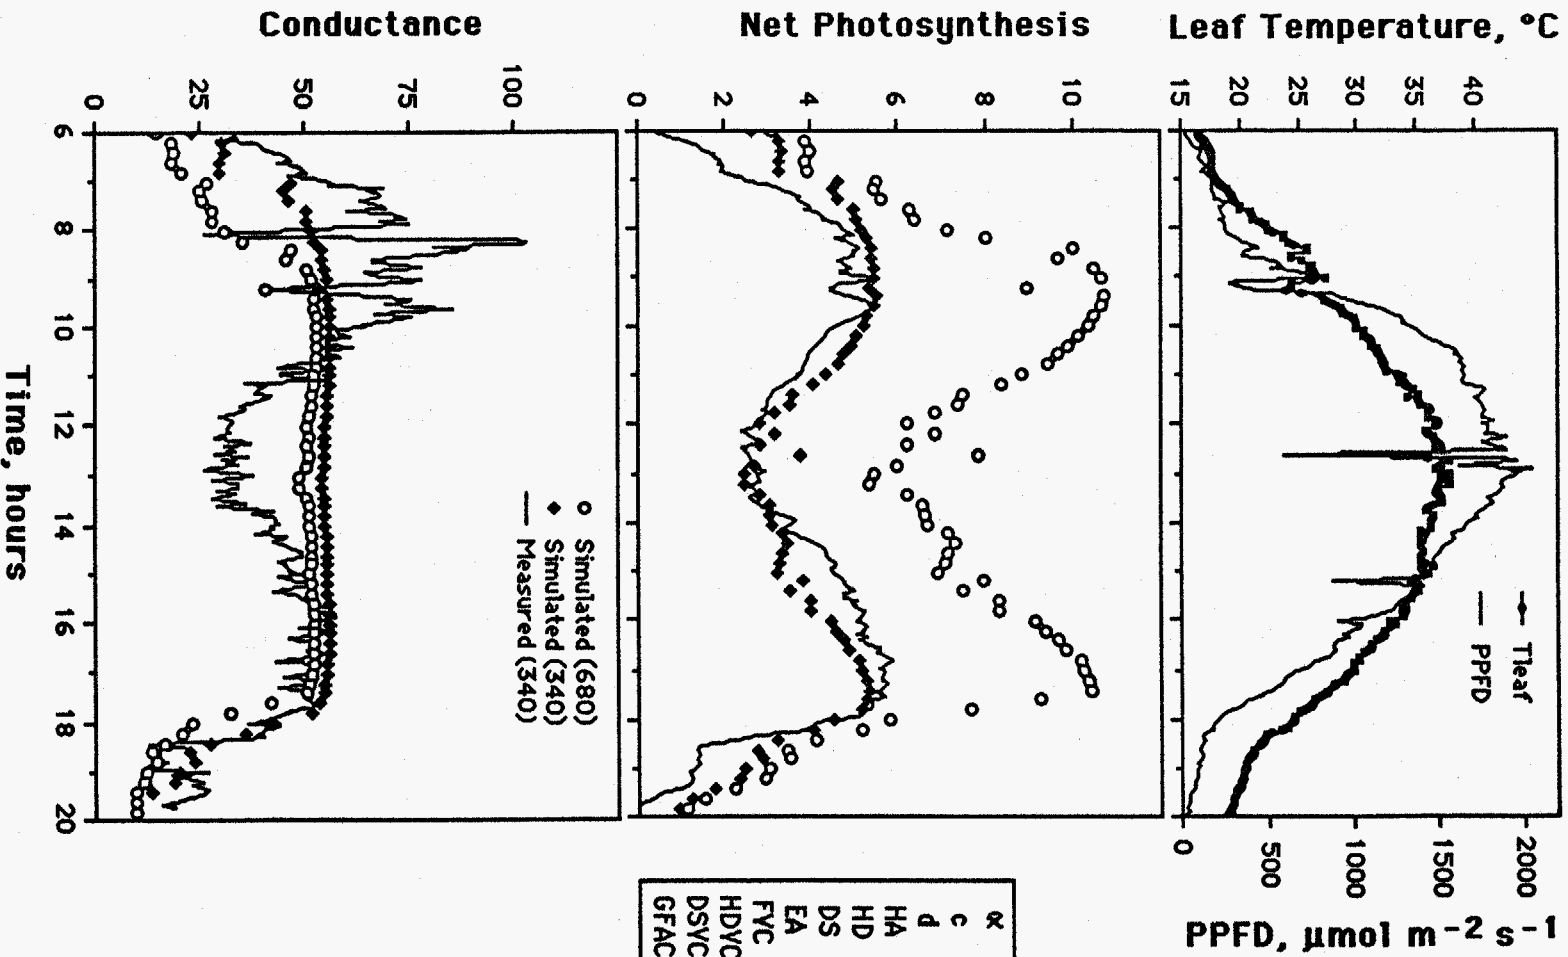 Leaf Temperature, °C
15 20 25 30 35 40
Tleaf
PPFD
0 500 1000 1500 2000
PPFD, µmol m-2 s-1
Net Photosynthesis
0 2 4 6 8 10
Conductance
0 25 50 75 100
Simulated (680)
Simulated (340)
Measured (340)
6 8 10 12 14 16 18 20
Time, hours
α
c
d
HA
HD
DS
EA
FYC
HDYC
DSYC
GFAC